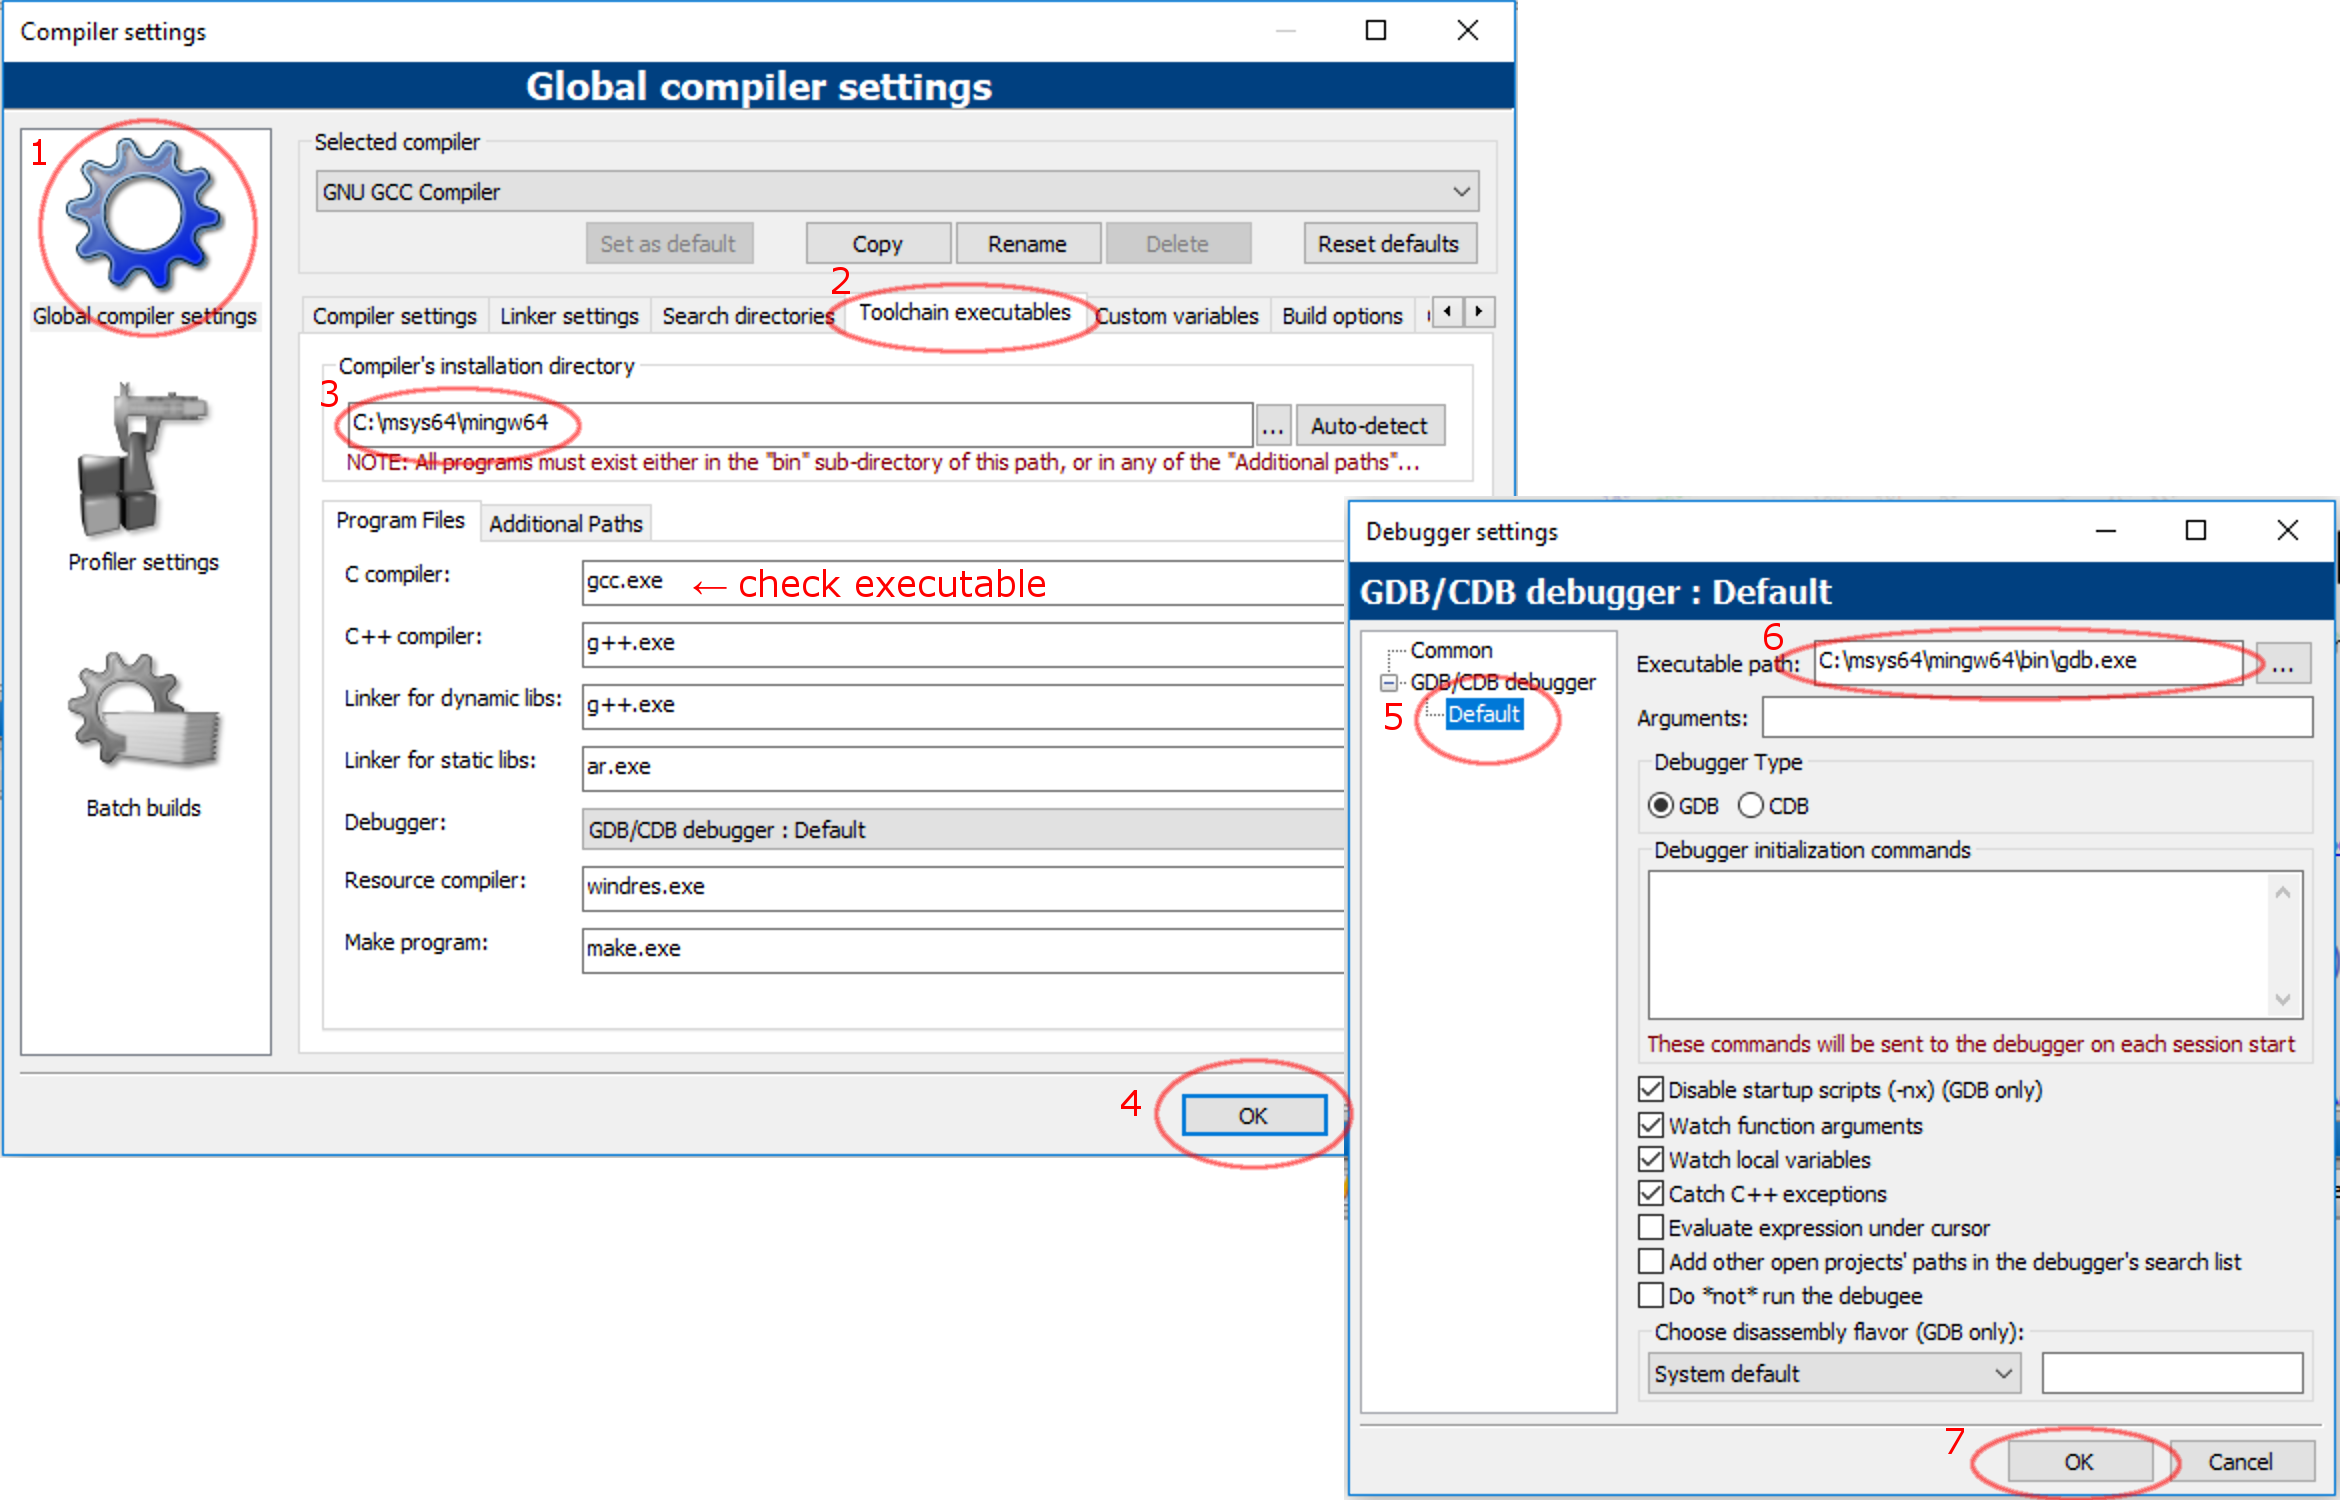 Compiler settings
Global compiler settings
1
Global compiler settings
Profiler settings
Batch builds
Selected compiler
GNU GCC Compiler
Set as default Copy Rename Delete Reset defaults
2
Compiler settings Linker settings Search directories Toolchain executables Custom variables Build options
Compiler's installation directory
3
C:\msys64\mingw64 ... Auto-detect
NOTE: All programs must exist either in the "bin" sub-directory of this path, or in any of the "Additional paths"...
Program Files Additional Paths
C compiler: gcc.exe ← check executable
C++ compiler: g++.exe
Linker for dynamic libs: g++.exe
Linker for static libs: ar.exe
Debugger: GDB/CDB debugger : Default
Resource compiler: windres.exe
Make program: make.exe
4 OK
Debugger settings
GDB/CDB debugger : Default
Common
GDB/CDB debugger
5 Default
6
Executable path: C:\msys64\mingw64\bin\gdb.exe ...
Arguments:
Debugger Type
GDB CDB
Debugger initialization commands
These commands will be sent to the debugger on each session start
Disable startup scripts (-nx) (GDB only)
Watch function arguments
Watch local variables
Catch C++ exceptions
Evaluate expression under cursor
Add other open projects' paths in the debugger's search list
Do *not* run the debugee
Choose disassembly flavor (GDB only):
System default
7 OK Cancel